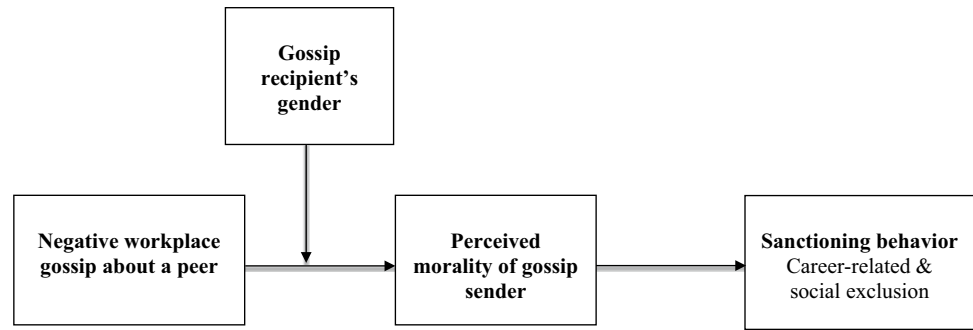 Gossip
recipient's
gender
Negative workplace
gossip about a peer
Perceived
morality of gossip
sender
Sanctioning behavior
Career-related &
social exclusion